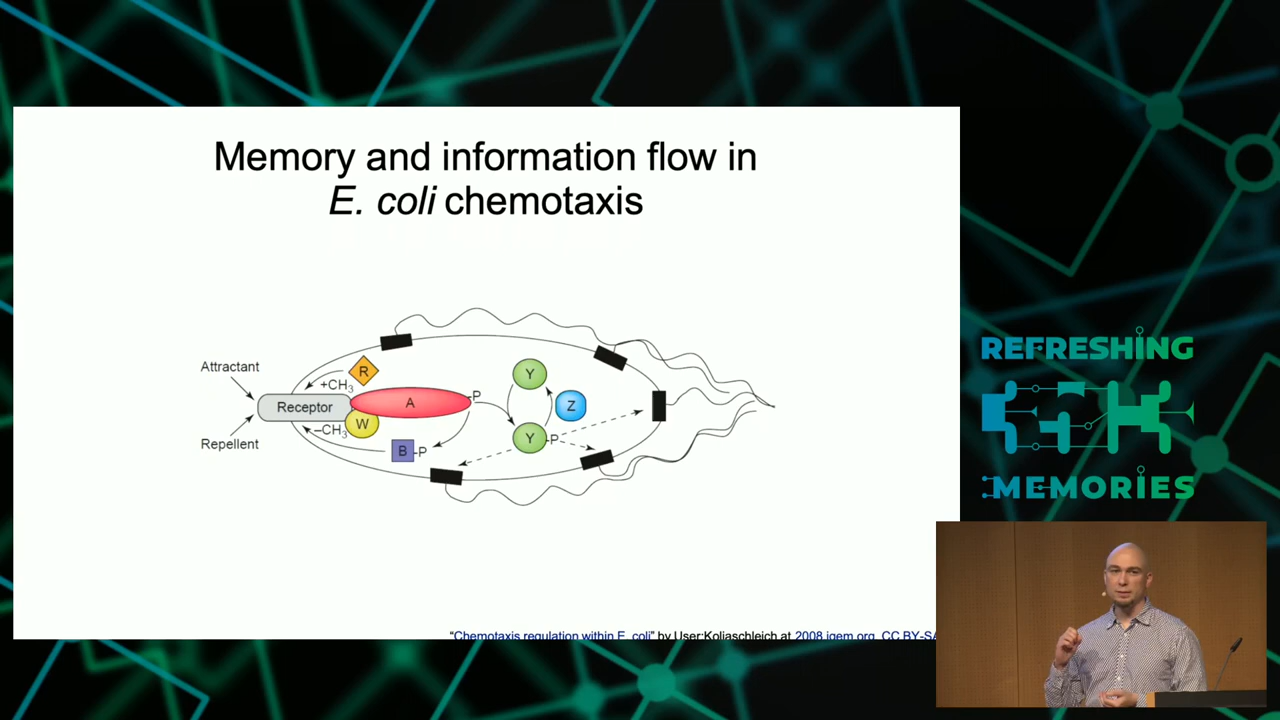 Memory and information flow in
E. coli chemotaxis
Attractant
Receptor
Repellent
R
+CH3
A
-P
W
–CH3
B -P
Y
Z
Y -P
"Chemotaxis regulation within E. coli" by User:Koliaschleich at 2008.igem.org, CC BY-SA
REFRESHING
MEMORIES